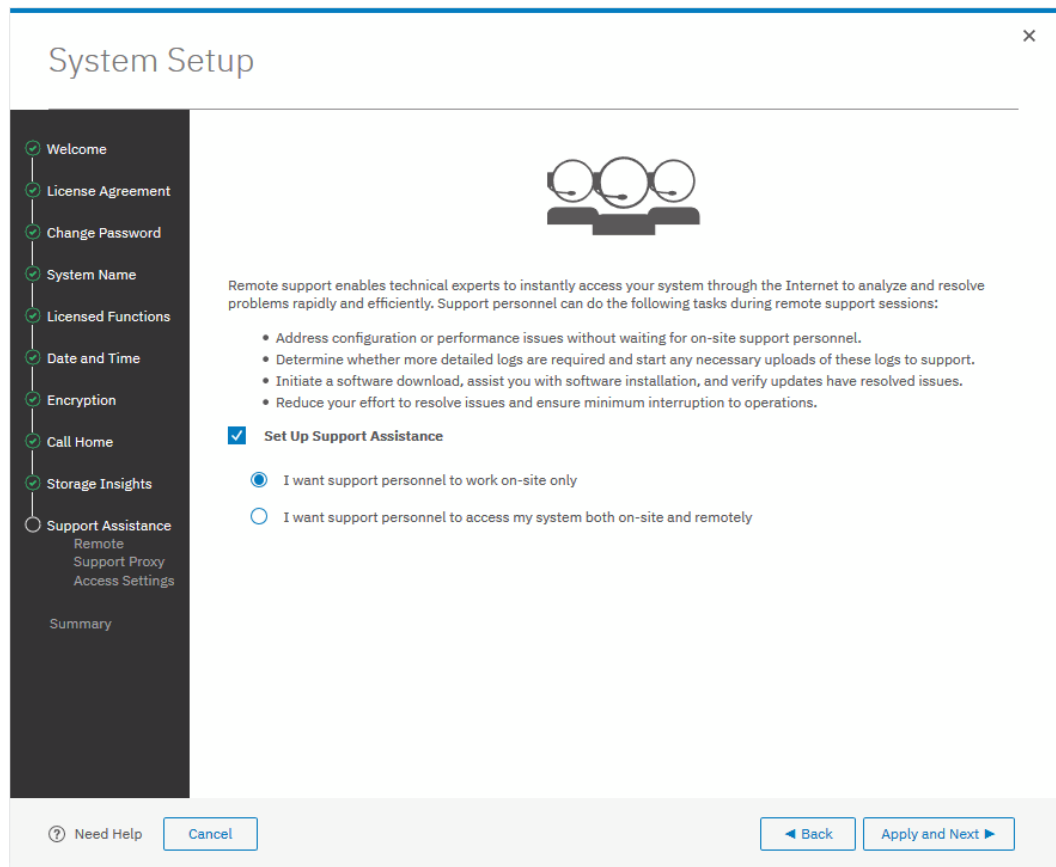 System Setup
Welcome
License Agreement
Change Password
System Name
Licensed Functions
Date and Time
Encryption
Call Home
Storage Insights
Support Assistance
Remote
Support Proxy
Access Settings
Summary
Remote support enables technical experts to instantly access your system through the Internet to analyze and resolve
problems rapidly and efficiently. Support personnel can do the following tasks during remote support sessions:
• Address configuration or performance issues without waiting for on-site support personnel.
• Determine whether more detailed logs are required and start any necessary uploads of these logs to support.
• Initiate a software download, assist you with software installation, and verify updates have resolved issues.
• Reduce your effort to resolve issues and ensure minimum interruption to operations.
Set Up Support Assistance
I want support personnel to work on-site only
I want support personnel to access my system both on-site and remotely
? Need Help
Cancel
◄ Back
Apply and Next ►